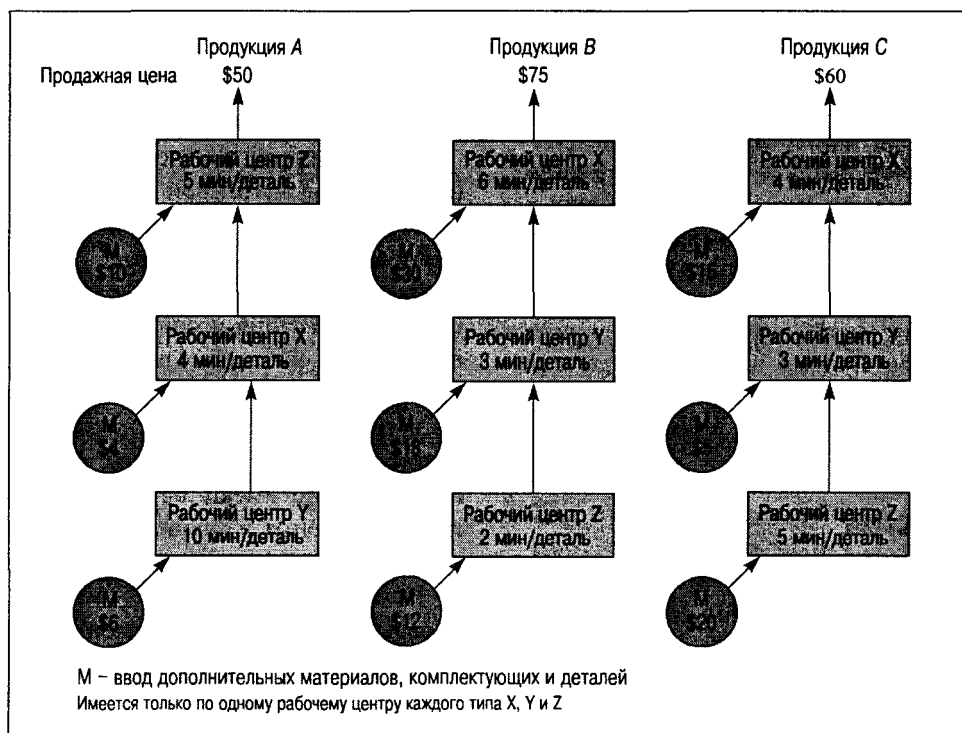 Продукция A
Продукция B
Продукция C
Продажная цена
$50
$75
$60
Рабочий центр Z
5 мин/деталь
Рабочий центр X
6 мин/деталь
Рабочий центр X
4 мин/деталь
М
$10
М
$30
М
Рабочий центр X
4 мин/деталь
Рабочий центр Y
3 мин/деталь
Рабочий центр Y
3 мин/деталь
М
$4
М
$18
М
Рабочий центр Y
10 мин/деталь
Рабочий центр Z
2 мин/деталь
Рабочий центр Z
5 мин/деталь
М
М
$12
М
$20
М – ввод дополнительных материалов, комплектующих и деталей
Имеется только по одному рабочему центру каждого типа X, Y и Z